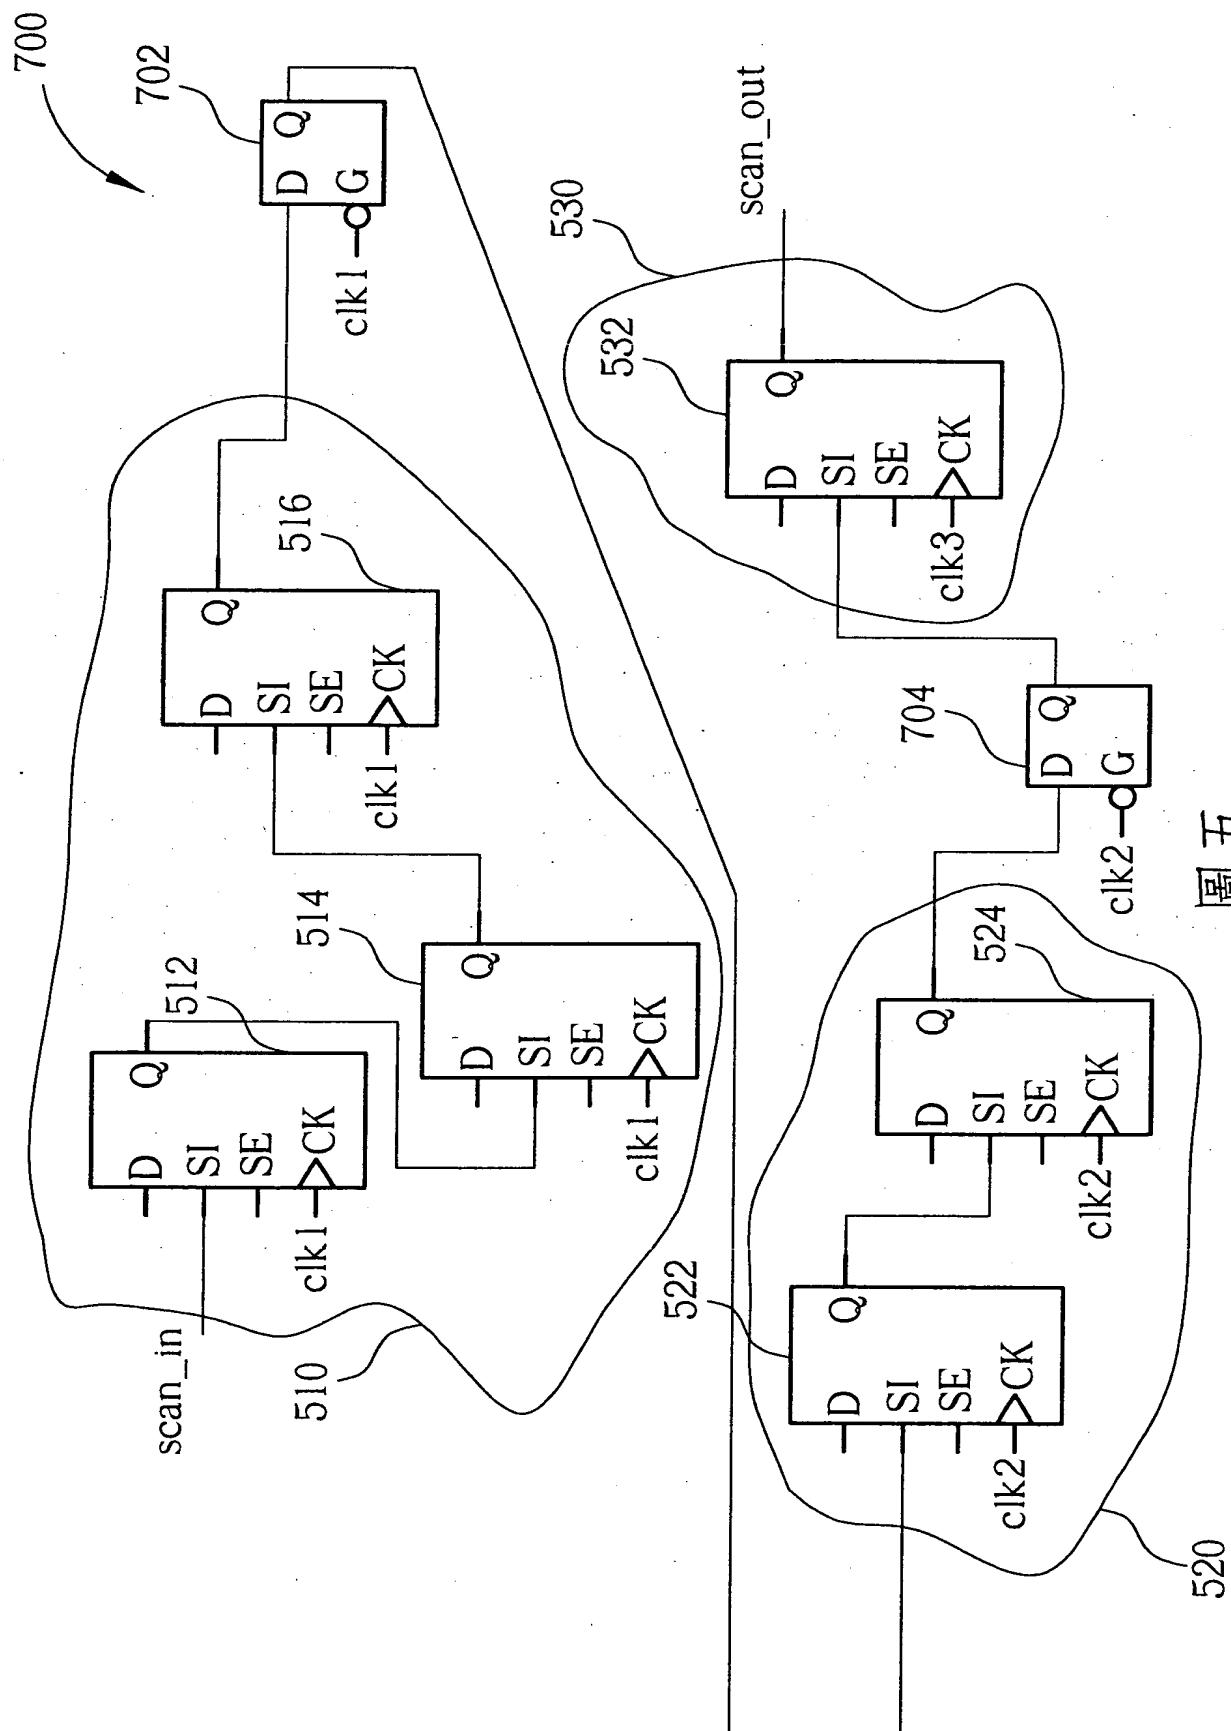 700
702
D Q
G
clk1
516
D Q
SI
SE
CK
clk1
514
D Q
SI
SE
CK
clk1
512
D Q
SI
SE
CK
clk1
scan_in
510
scan_out
530
532
D Q
SI
SE
CK
clk3
704
D Q
G
clk2
524
D Q
SI
SE
CK
clk2
522
D Q
SI
SE
CK
clk2
520
圖五